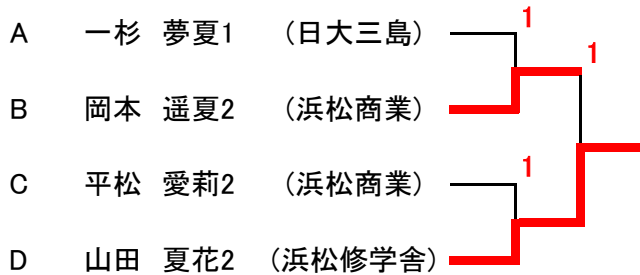 A 一杉 夢夏1 （日大三島） 1
1
B 岡本 遥夏2 （浜松商業）
C 平松 愛莉2 （浜松商業） 1
D 山田 夏花2 （浜松修学舎）